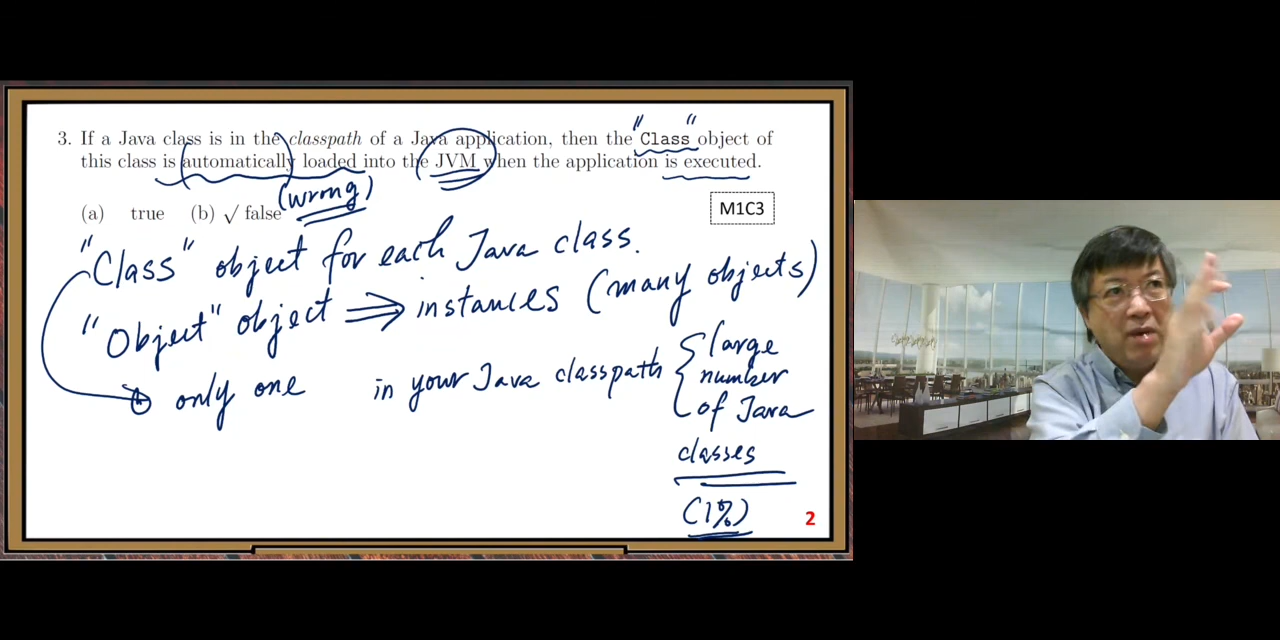 3. If a Java class is in the classpath of a Java application, then the "Class" object of
this class is automatically loaded into the JVM when the application is executed.
(wrong)
(a) true (b) √ false
M1C3
"Class" object for each Java class.
"Object" object ⇒ instances (many objects)
only one
in your Java classpath { large
number
of Java
classes
(1%)
2